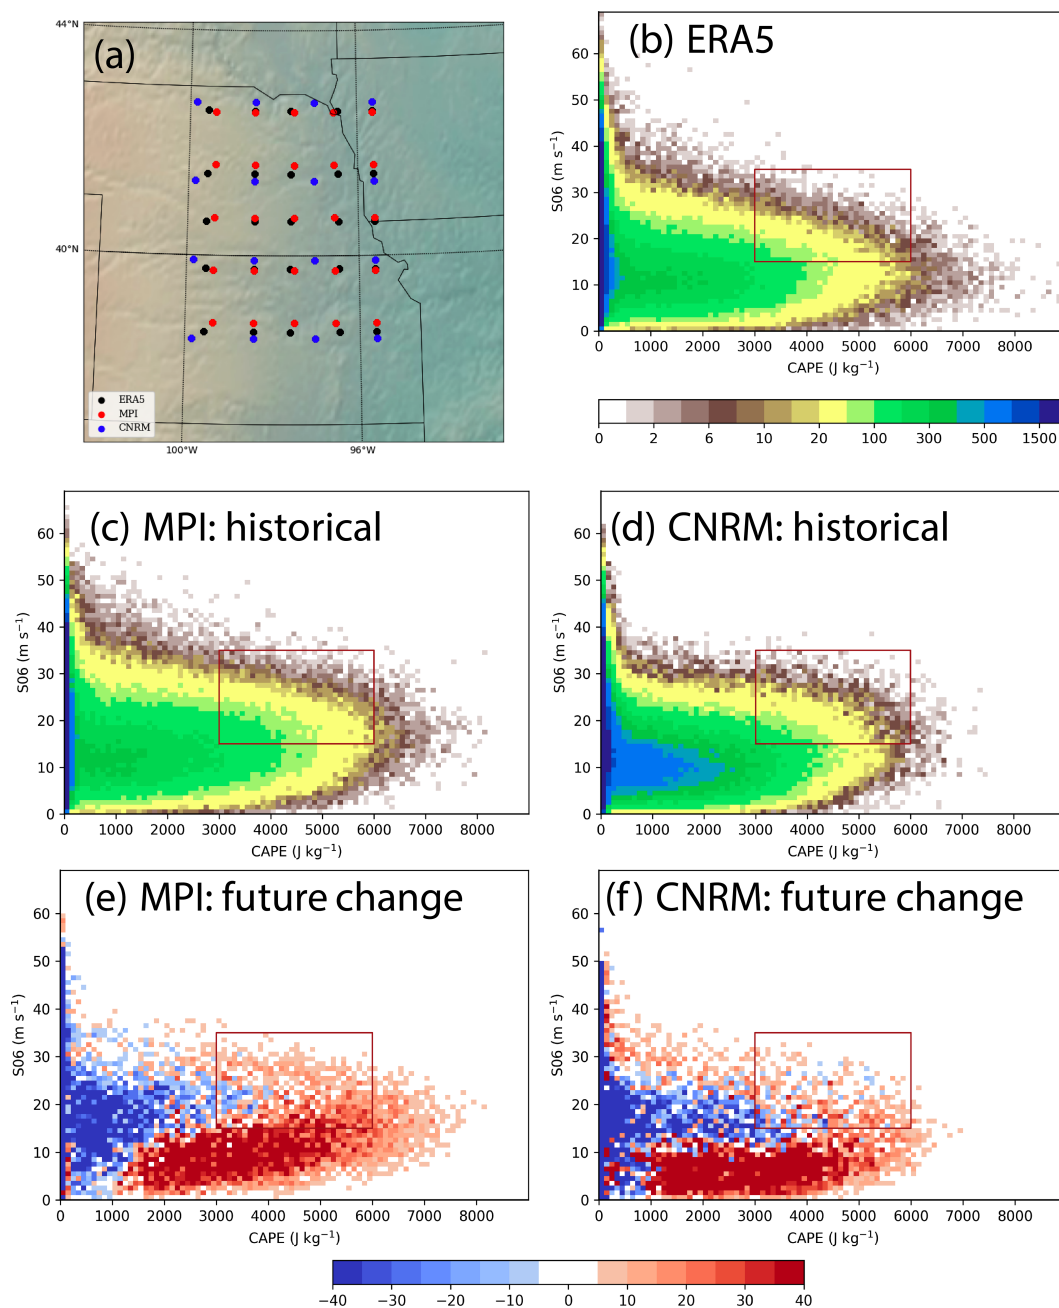 44°N
(a)
40°N
ERA5
MPI
CNRM
100°W
96°W
(b) ERA5
60
50
40
30
20
10
0
S06 (m s⁻¹)
0 1000 2000 3000 4000 5000 6000 7000 8000
CAPE (J kg⁻¹)
0 2 6 10 20 100 300 500 1500
(c) MPI: historical
60
50
40
30
20
10
0
S06 (m s⁻¹)
0 1000 2000 3000 4000 5000 6000 7000 8000
CAPE (J kg⁻¹)
(d) CNRM: historical
60
50
40
30
20
10
0
S06 (m s⁻¹)
0 1000 2000 3000 4000 5000 6000 7000 8000
CAPE (J kg⁻¹)
(e) MPI: future change
60
50
40
30
20
10
0
S06 (m s⁻¹)
0 1000 2000 3000 4000 5000 6000 7000 8000
CAPE (J kg⁻¹)
(f) CNRM: future change
60
50
40
30
20
10
0
S06 (m s⁻¹)
0 1000 2000 3000 4000 5000 6000 7000 8000
CAPE (J kg⁻¹)
−40 −30 −20 −10 0 10 20 30 40